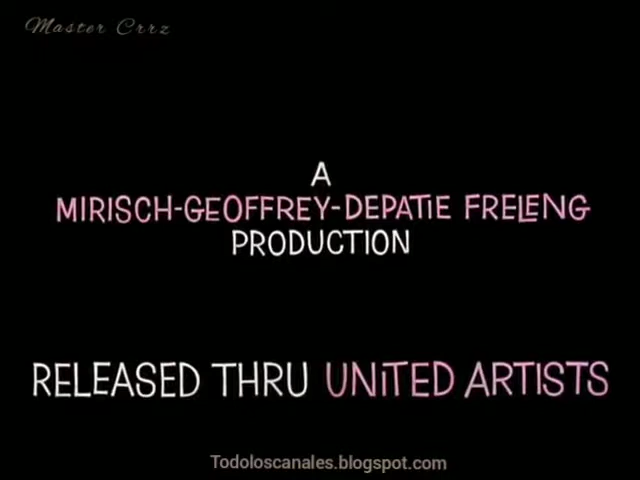 Master Crrz
A
MIRISCH-GEOFFREY-DEPATIE FRELENG
PRODUCTION
RELEASED THRU UNITED ARTISTS
Todoloscanales.blogspot.com